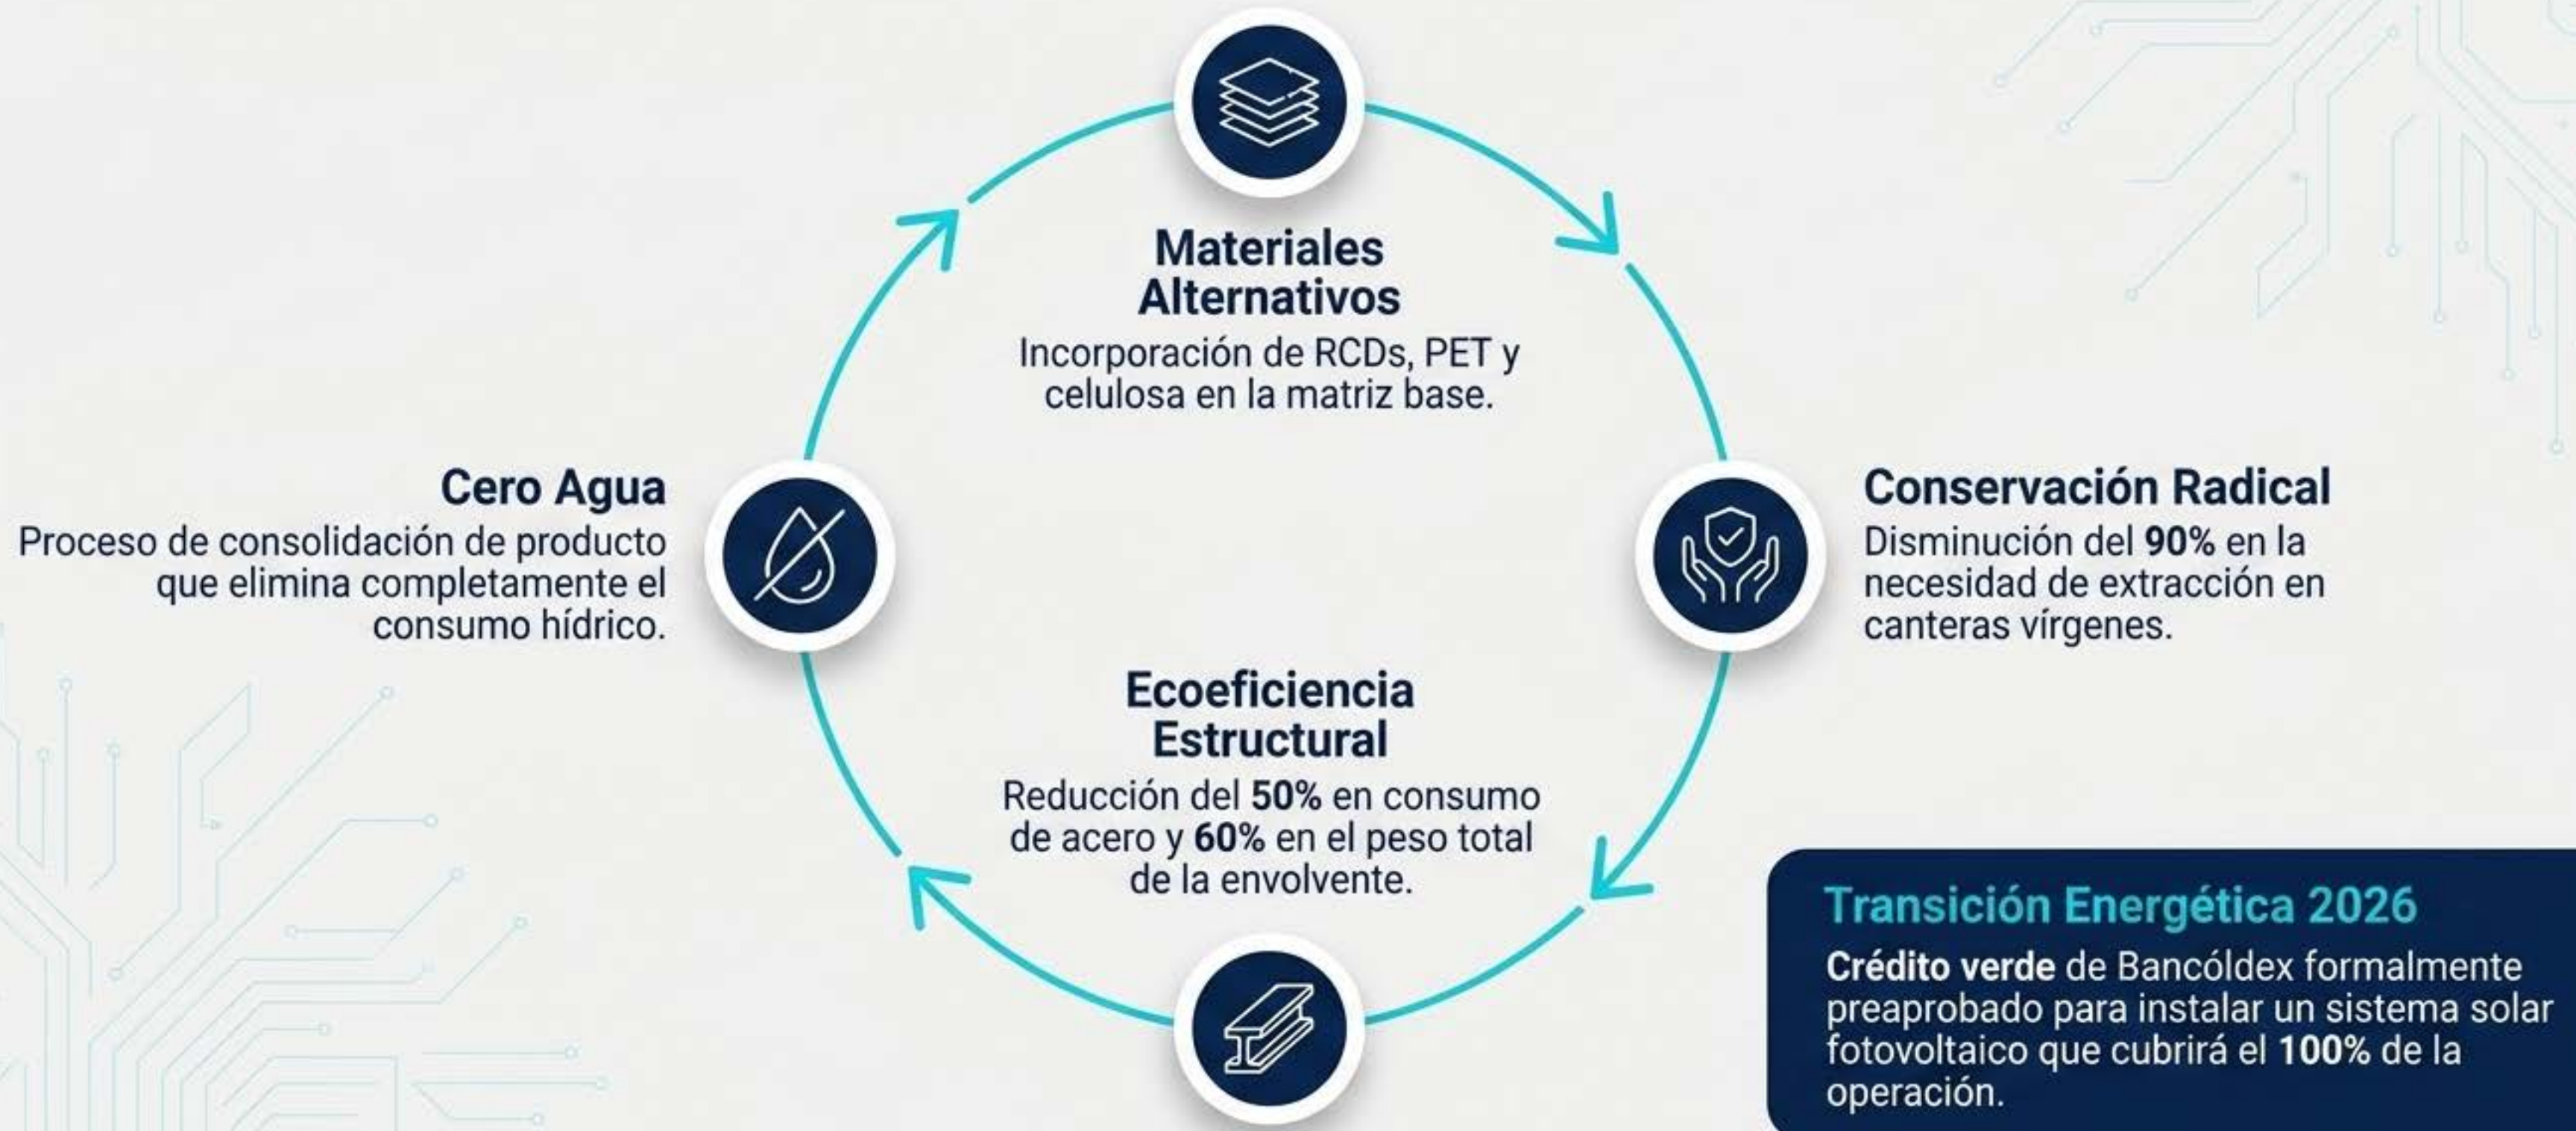 Materiales
Alternativos
Incorporación de RCDs, PET y
celulosa en la matriz base.
Cero Agua
Proceso de consolidación de producto
que elimina completamente el
consumo hídrico.
Conservación Radical
Disminución del 90% en la
necesidad de extracción en
canteras vírgenes.
Ecoeficiencia
Estructural
Reducción del 50% en consumo
de acero y 60% en el peso total
de la envolvente.
Transición Energética 2026
Crédito verde de Bancóldex formalmente
preaprobado para instalar un sistema solar
fotovoltaico que cubrirá el 100% de la
operación.